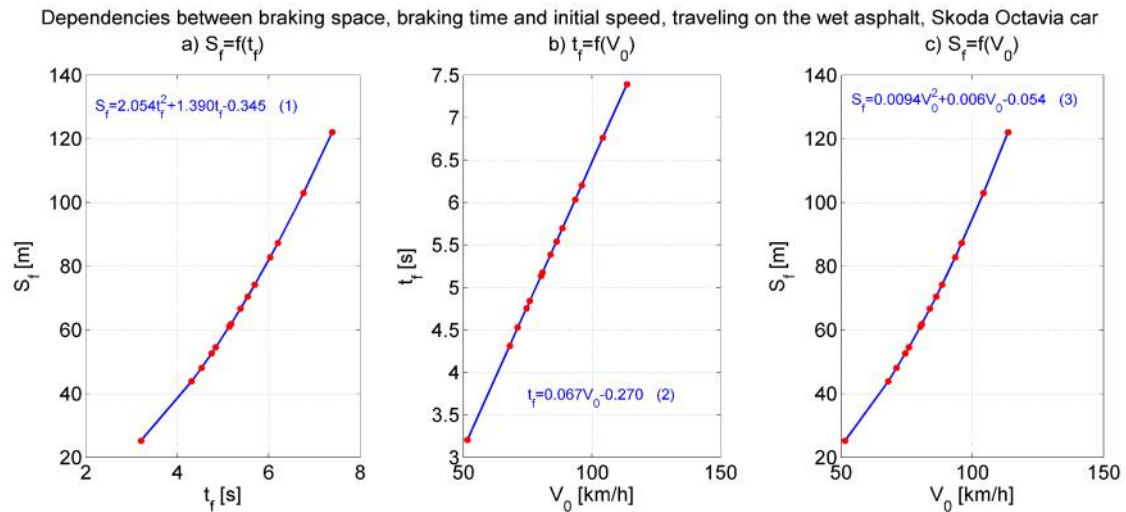 Dependencies between braking space, braking time and initial speed, traveling on the wet asphalt, Skoda Octavia car
a) S_f=f(t_f)
b) t_f=f(V_0)
c) S_f=f(V_0)
140
120
100
80
60
40
20
2
4
6
8
S_f [m]
t_f [s]
S_f=2.054t_f^2+1.390t_f-0.345 (1)
7.5
7
6.5
6
5.5
5
4.5
4
3.5
3
50
100
150
t_f [s]
V_0 [km/h]
t_f=0.067V_0-0.270 (2)
140
120
100
80
60
40
20
50
100
150
S_f [m]
V_0 [km/h]
S_f=0.0094V_0^2+0.006V_0-0.054 (3)